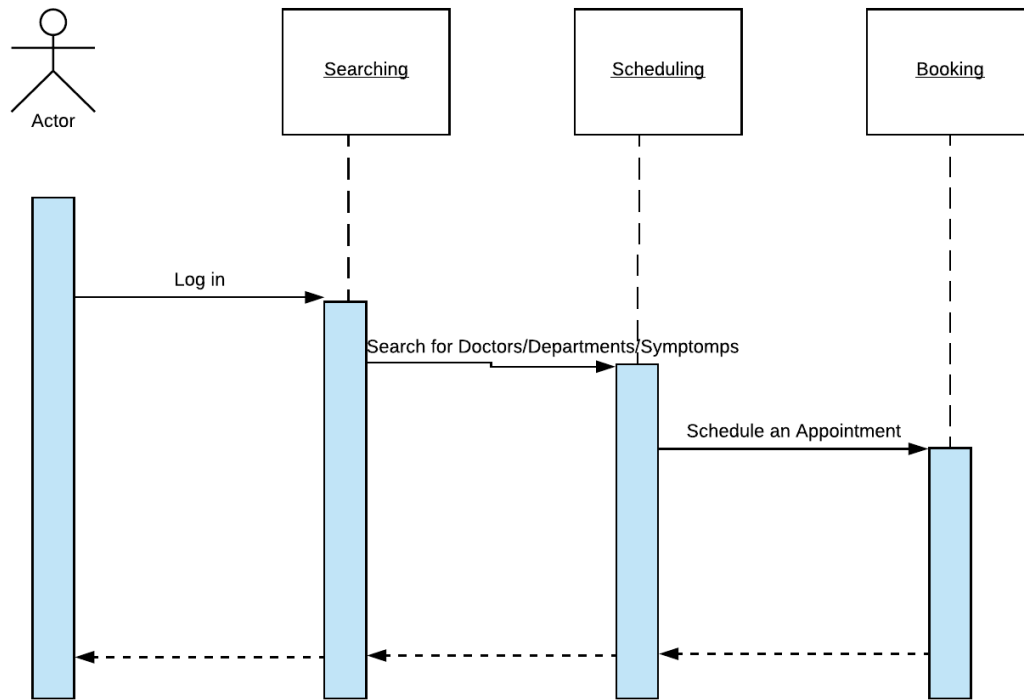 Searching
Scheduling
Booking
Actor
Log in
Search for Doctors/Departments/Symptomps
Schedule an Appointment